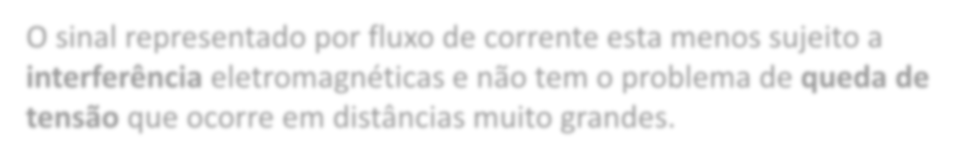 O sinal representado por fluxo de corrente esta menos sujeito a
interferência eletromagnéticas e não tem o problema de queda de
tensão que ocorre em distâncias muito grandes.